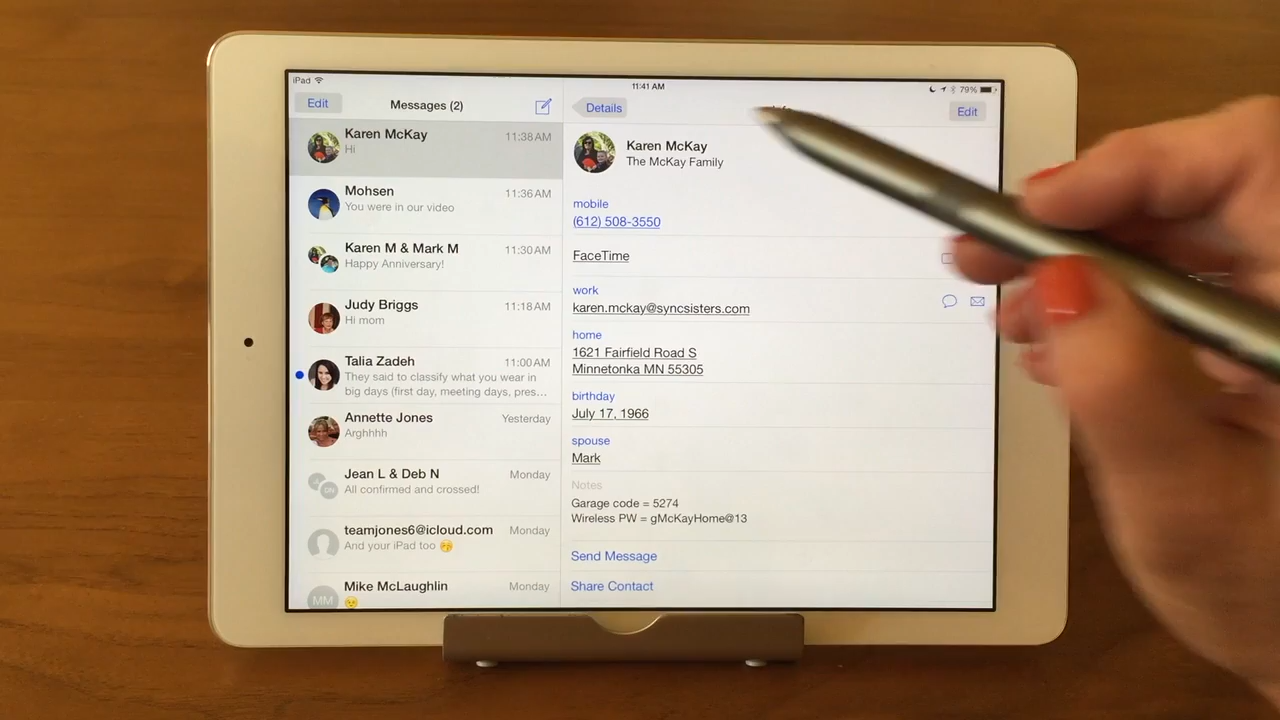 iPad
11:41 AM
79%
Edit
Messages (2)
Karen McKay
11:38 AM
Hi
Mohsen
11:36 AM
You were in our video
Karen M & Mark M
11:30 AM
Happy Anniversary!
Judy Briggs
11:18 AM
Hi mom
Talia Zadeh
11:00 AM
They said to classify what you wear in
big days (first day, meeting days, pres…
Annette Jones
Yesterday
Arghhhh
Jean L & Deb N
Monday
All confirmed and crossed!
DN
teamjones6@icloud.com
Monday
And your iPad too 😚
Mike McLaughlin
Monday
MM
Details
Edit
Karen McKay
The McKay Family
mobile
(612) 508-3550
FaceTime
work
karen.mckay@syncsisters.com
home
1621 Fairfield Road S
Minnetonka MN 55305
birthday
July 17, 1966
spouse
Mark
Notes
Garage code = 5274
Wireless PW = gMcKayHome@13
Send Message
Share Contact